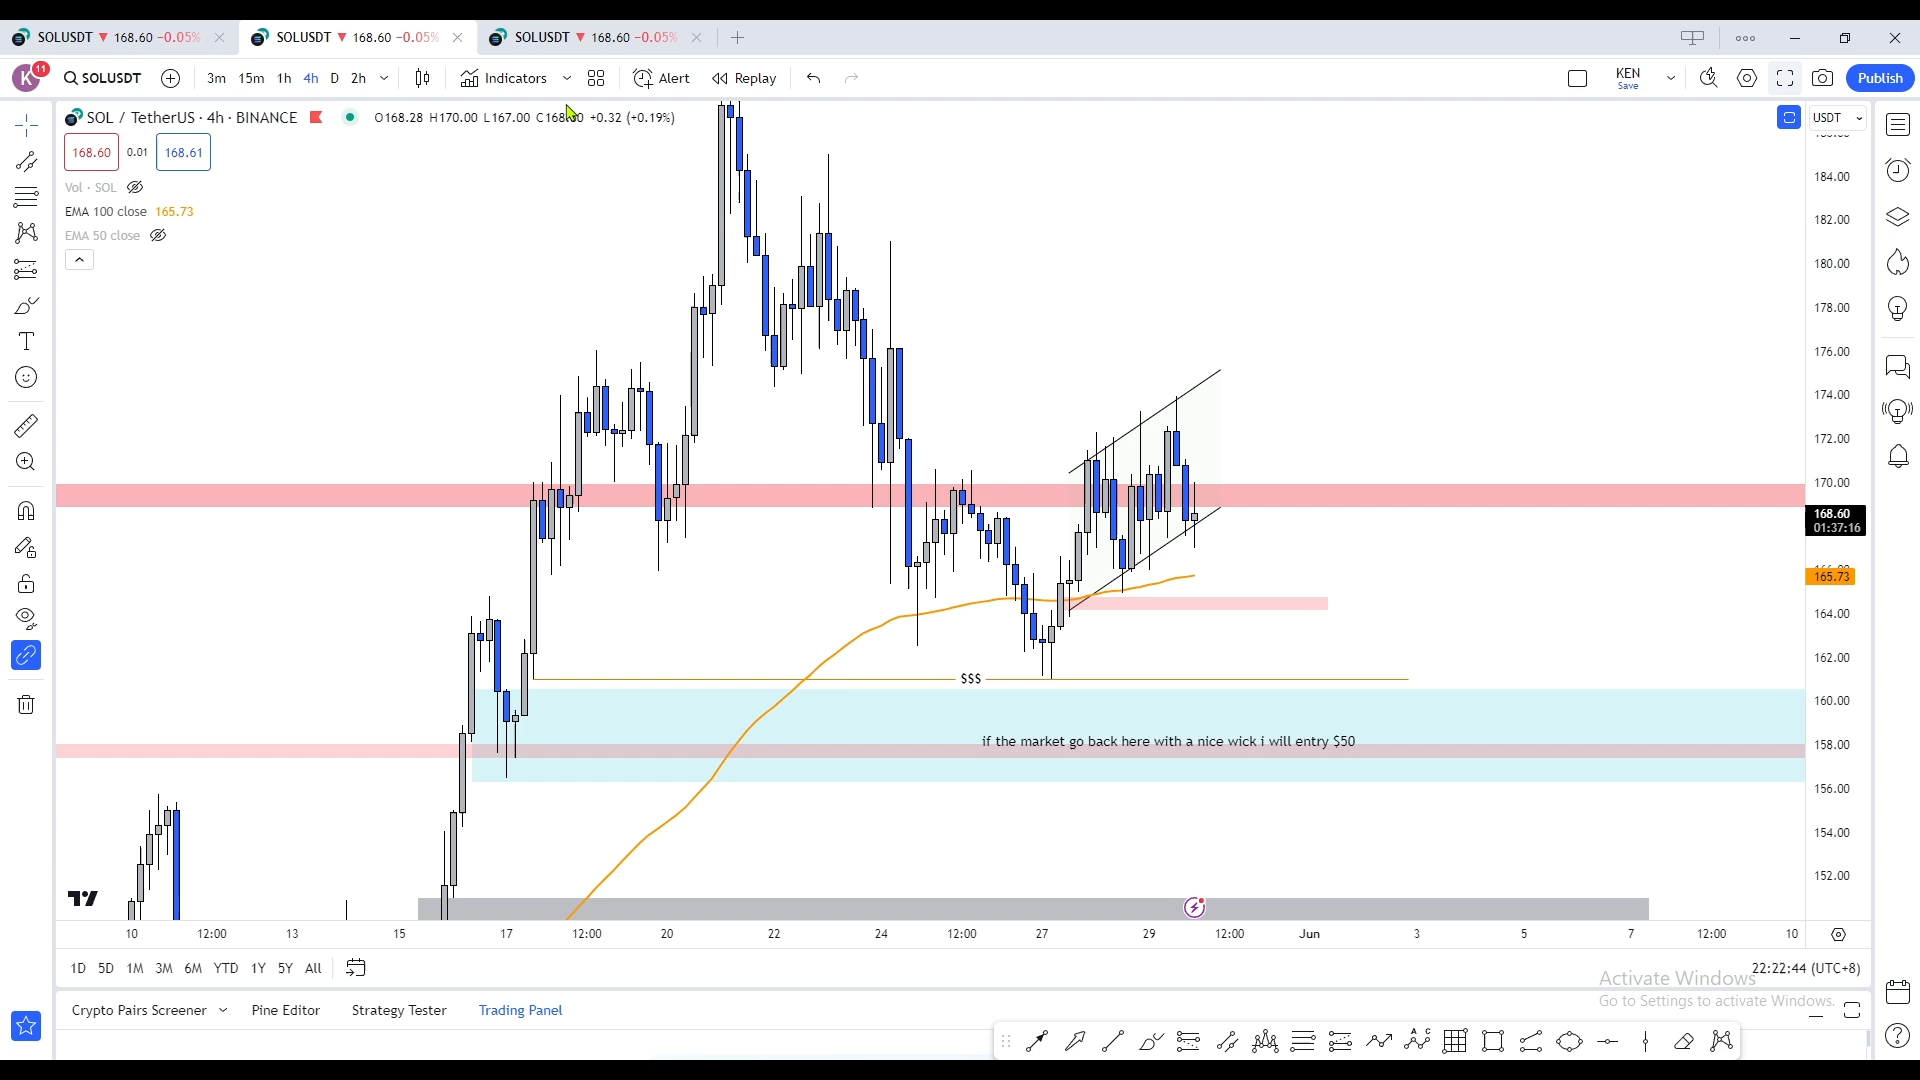 SOLUSDT 168.60 -0.05% SOLUSDT 168.60 -0.05% SOLUSDT 168.60 -0.05%
K 11 SOLUSDT 3m 15m 1h 4h D 2h Indicators Alert Replay KEN Save Publish
SOL / TetherUS · 4h · BINANCE O168.28 H170.00 L167.00 +0.32 (+0.19%) USDT
168.60 0.01 168.61
Vol · SOL
EMA 100 close 165.73
EMA 50 close
184.00
182.00
180.00
178.00
176.00
174.00
172.00
170.00
168.60
01:37:16
165.73
164.00
162.00
$$$
160.00
if the market go back here with a nice wick i will entry $50
158.00
156.00
154.00
152.00
10 12:00 13 15 17 12:00 20 22 24 12:00 27 29 12:00 Jun 3 5 7 12:00 10
1D 5D 1M 3M 6M YTD 1Y 5Y All 22:22:44 (UTC+8)
Activate Windows
Go to Settings to activate Windows.
Crypto Pairs Screener Pine Editor Strategy Tester Trading Panel